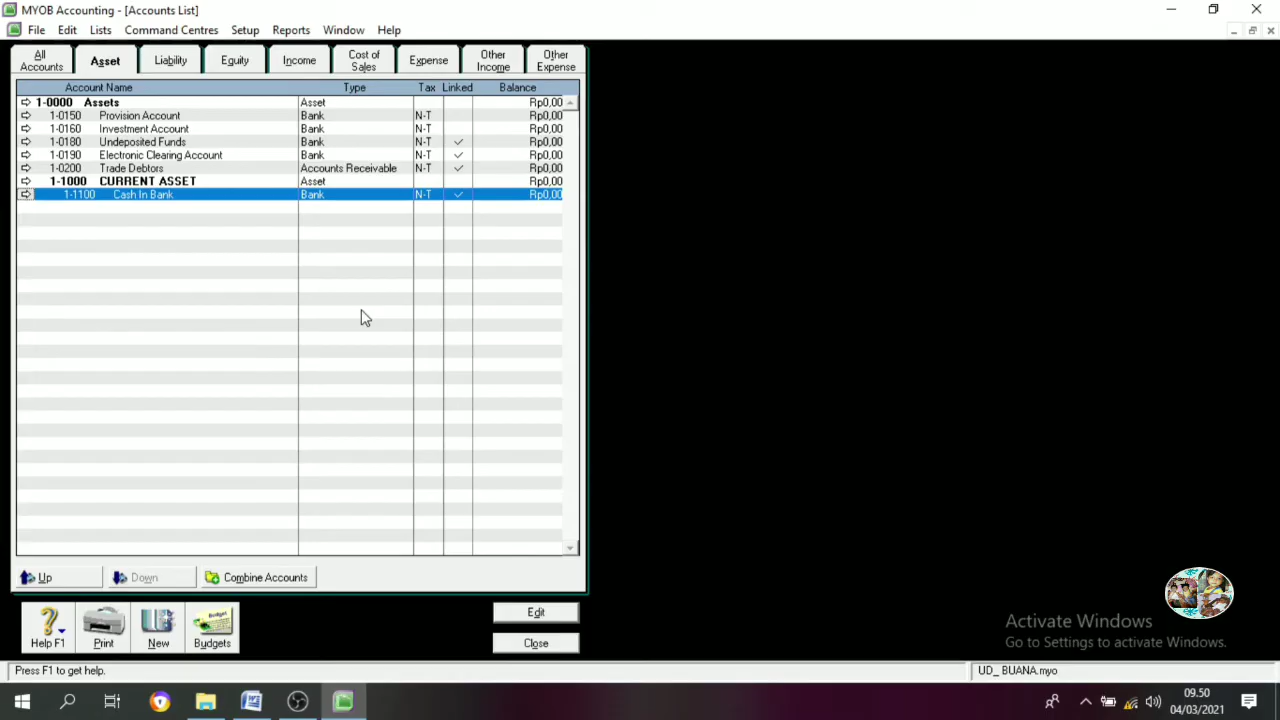 MYOB Accounting - [Accounts List]
File Edit Lists Command Centres Setup Reports Window Help
All Accounts Asset Liability Equity Income Cost of Sales Expense Other Income Other Expense
Account Name Type Tax Linked Balance
1-0000 Assets Asset Rp0,00
1-0150 Provision Account Bank N-T Rp0,00
1-0160 Investment Account Bank N-T Rp0,00
1-0180 Undeposited Funds Bank N-T ✓ Rp0,00
1-0190 Electronic Clearing Account Bank N-T ✓ Rp0,00
1-0200 Trade Debtors Accounts Receivable N-T ✓ Rp0,00
1-1000 CURRENT ASSET Asset Rp0,00
1-1100 Cash In Bank Bank N-T ✓ Rp0,00
Up Down Combine Accounts
Help F1 Print New Budgets
Budget
Edit
Close
Activate Windows
Go to Settings to activate Windows.
Press F1 to get help. UD_ BUANA.myo
09.50
04/03/2021